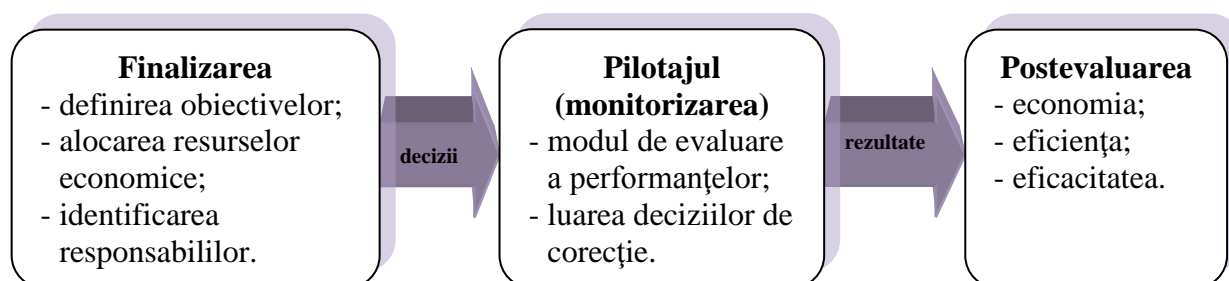 Finalizarea
- definirea obiectivelor;
- alocarea resurselor
economice;
- identificarea
responsabililor.
decizii
Pilotajul
(monitorizarea)
- modul de evaluare
a performanţelor;
- luarea deciziilor de
corecţie.
rezultate
Postevaluarea
- economia;
- eficienţa;
- eficacitatea.